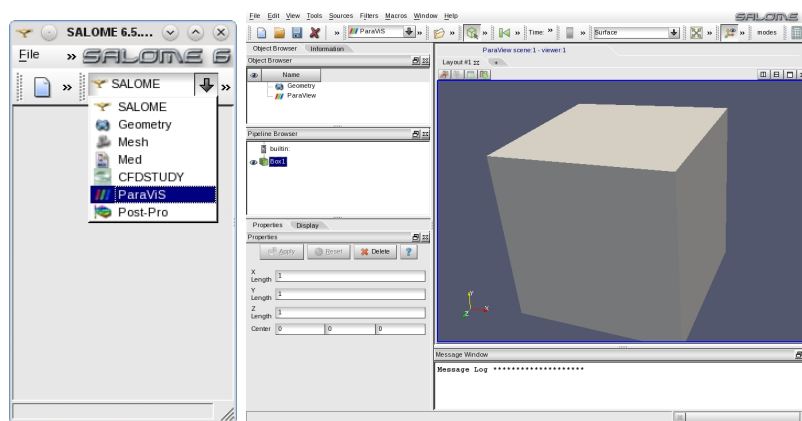 SALOME 6.5....
File » SALOME 6
» SALOME »
SALOME
Geometry
Mesh
Med
CFDSTUDY
ParaViS
Post-Pro
File Edit View Tools Sources Filters Macros Window Help
SALOME
» ParaViS » » » Time: » » Surface » » modes
Object Browser Information
Object Browser
Name
Geometry
ParaView
Pipeline Browser
builtin:
Box1
Properties Display
Properties
Apply Reset Delete ?
X Length 1
Y Length 1
Z Length 1
Center 0 0 0
ParaView scene:1 - viewer:1
Layout #1
Y
X
Z
Message Window
Message Log ********************